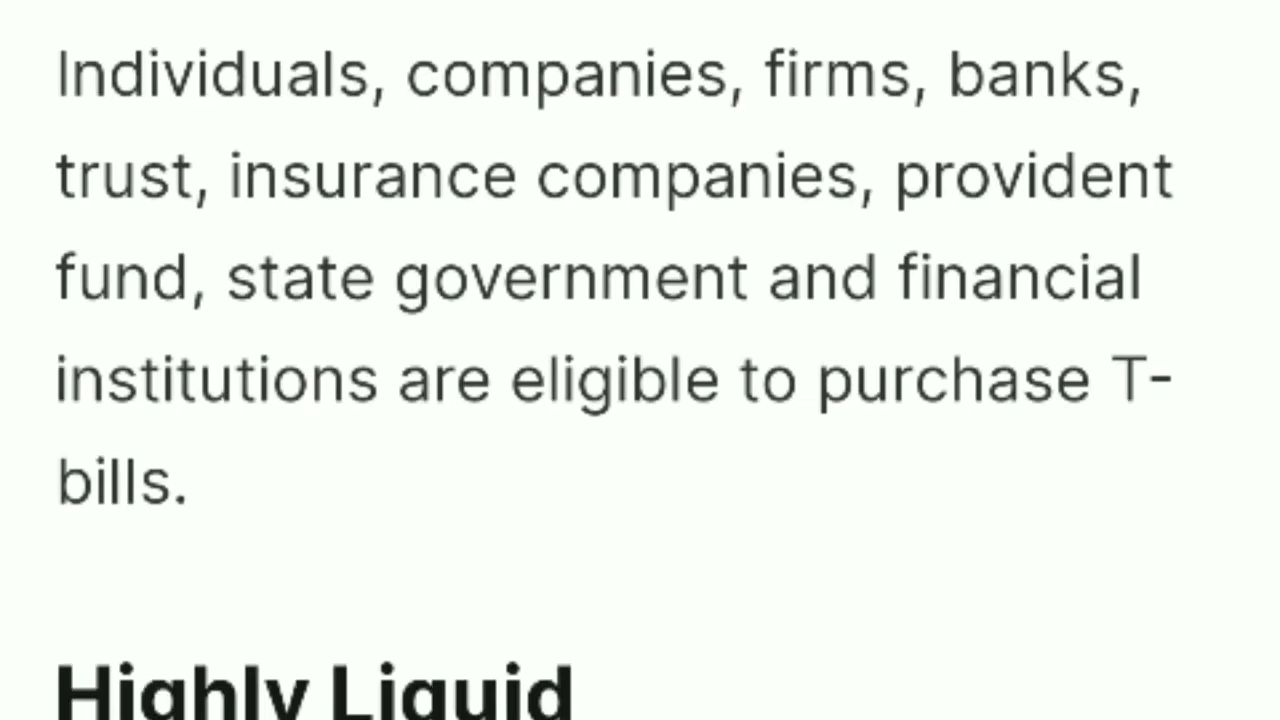 Individuals, companies, firms, banks,
trust, insurance companies, provident
fund, state government and financial
institutions are eligible to purchase T-
bills.
Highly Liquid